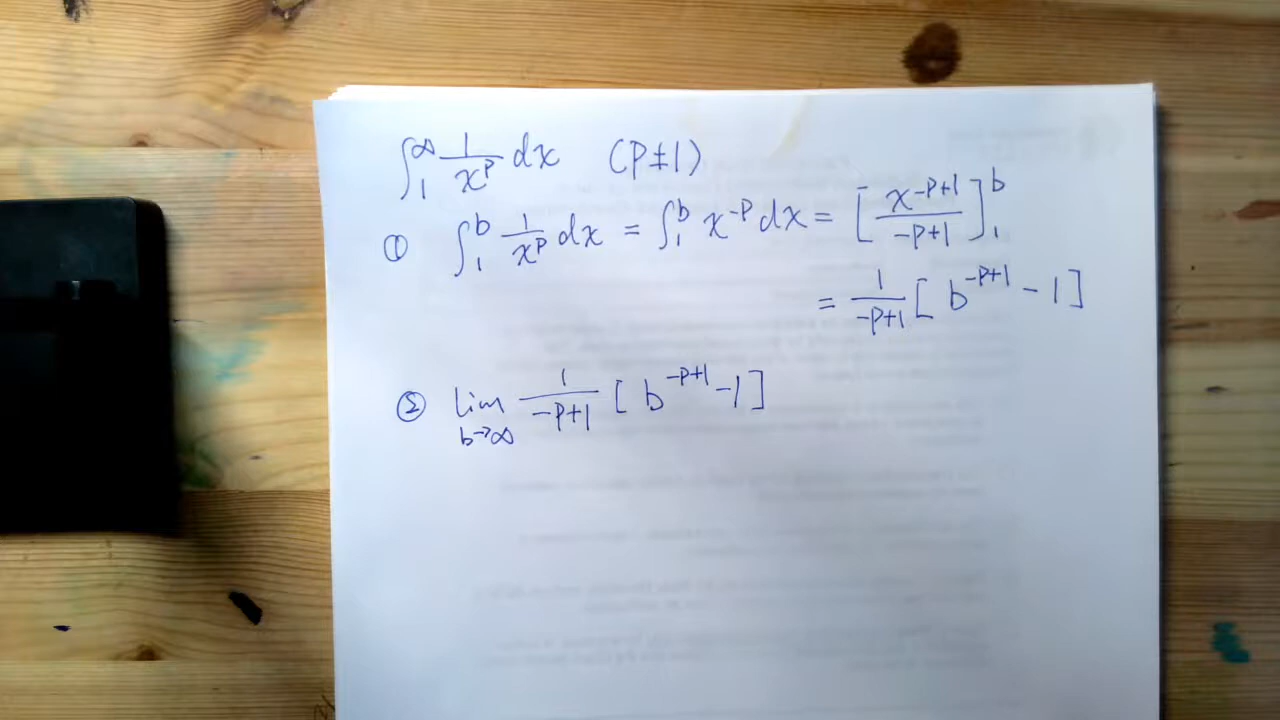 ∫₁^∞ 1/x^p dx (p≠1)
① ∫₁^b 1/x^p dx = ∫₁^b x^{-p} dx = [x^{-p+1}/(-p+1)]₁^b
= 1/(-p+1) [b^{-p+1} - 1]
② lim_{b→∞} 1/(-p+1) [b^{-p+1} - 1]